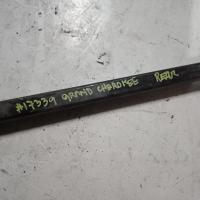 #17339 GRAND CHEROKEE REAR